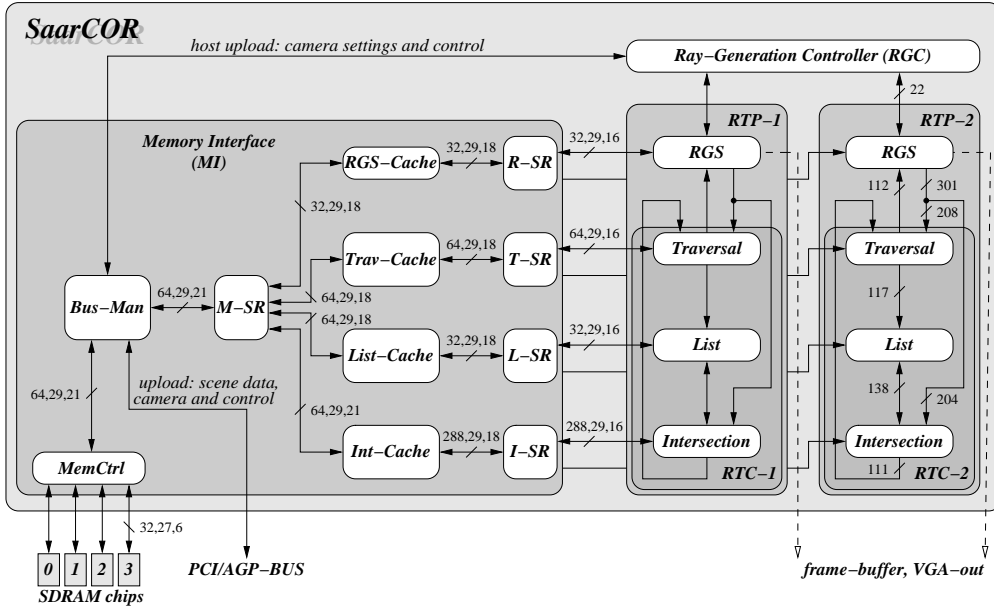 SaarCOR
host upload: camera settings and control
Ray−Generation Controller (RGC)
22
RTP−1
RTP−2
Memory Interface
(MI)
RGS−Cache
32,29,18
R−SR
32,29,16
RGS
RGS
112
301
208
32,29,18
Trav−Cache
64,29,18
T−SR
64,29,16
Traversal
Traversal
Bus−Man
64,29,21
M−SR
64,29,18
64,29,18
117
List−Cache
32,29,18
L−SR
32,29,16
List
List
upload: scene data,
camera and control
64,29,21
64,29,21
138
204
Int−Cache
288,29,18
I−SR
288,29,16
Intersection
Intersection
111
RTC−1
RTC−2
MemCtrl
32,27,6
0
1
2
3
SDRAM chips
PCI/AGP−BUS
frame−buffer, VGA−out